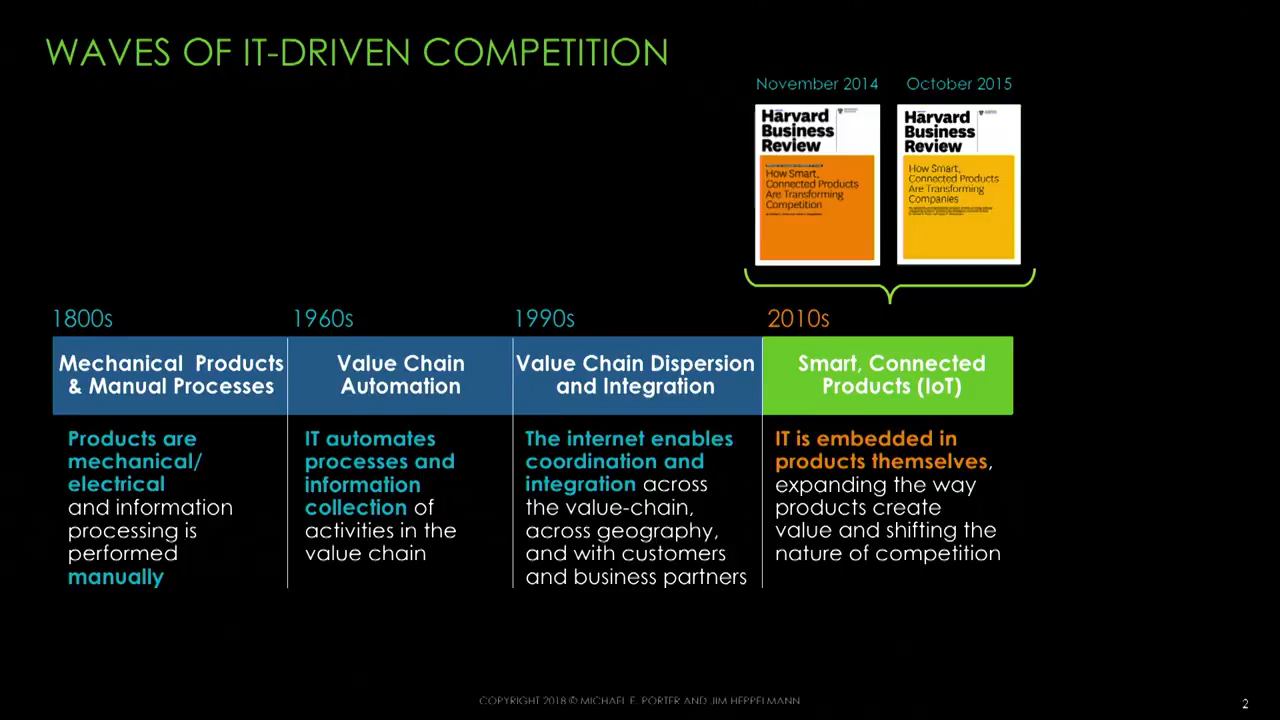 WAVES OF IT-DRIVEN COMPETITION
November 2014
October 2015
Harvard
Business
Review
How Smart,
Connected Products
Are Transforming
Competition
Harvard
Business
Review
How Smart,
Connected Products
Are Transforming
Companies
1800s
1960s
1990s
2010s
Mechanical Products
& Manual Processes
Value Chain
Automation
Value Chain Dispersion
and Integration
Smart, Connected
Products (IoT)
Products are
mechanical/
electrical
and information
processing is
performed
manually
IT automates
processes and
information
collection of
activities in the
value chain
The internet enables
coordination and
integration across
the value-chain,
across geography,
and with customers
and business partners
IT is embedded in
products themselves,
expanding the way
products create
value and shifting the
nature of competition
COPYRIGHT 2018 © MICHAEL E. PORTER AND JIM HEPPELMANN
2